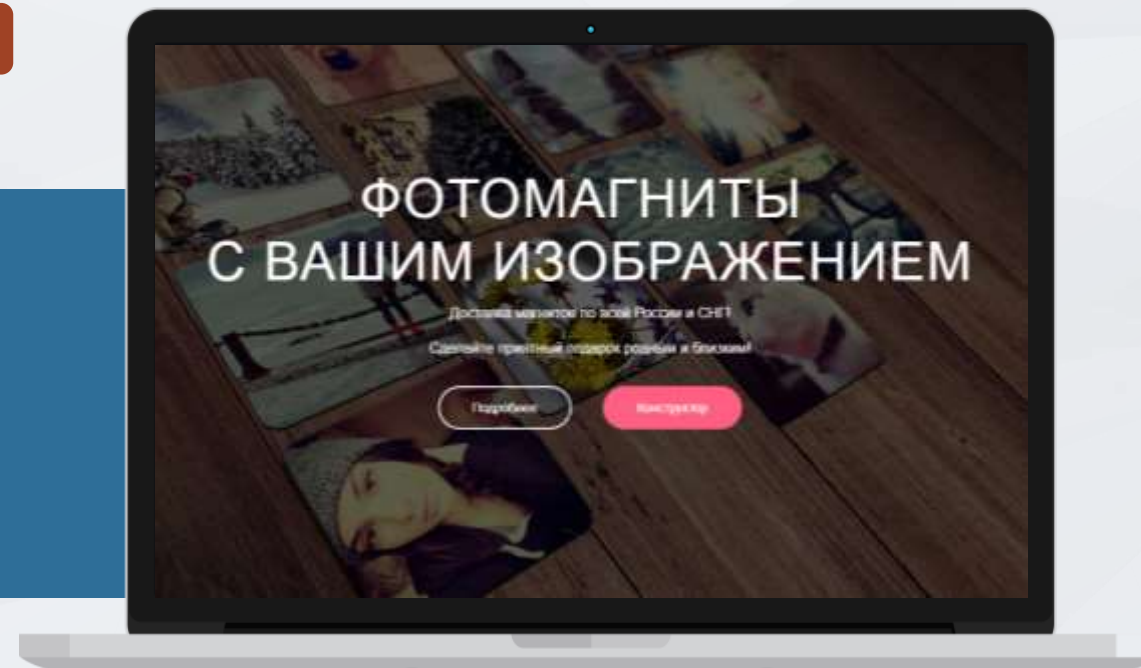 ФОТОМАГНИТЫ
С ВАШИМ ИЗОБРАЖЕНИЕМ
Доставка магнитов по всей России и СНГ!
Сделайте приятный подарок родным и близким!
Подробнее
Конструктор